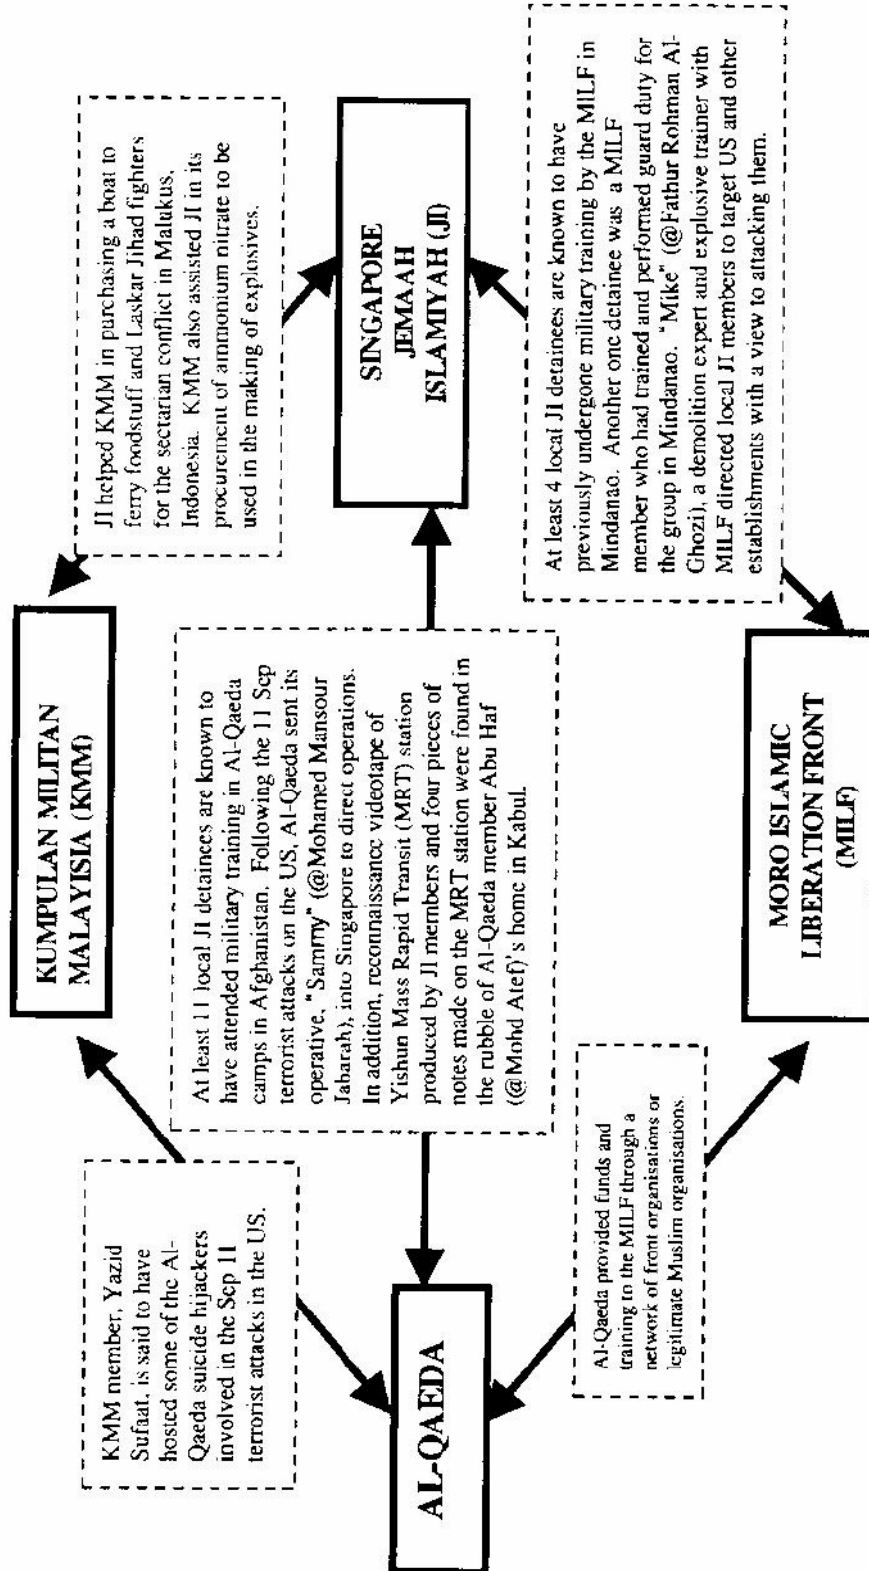 KUMPULAN MILITAN
MALAYISIA (KMM)
KMM member, Yazid
Sufaat, is said to have
hosted some of the Al-
Qaeda suicide hijackers
involved in the Sep 11
terrorist attacks in the US.
JI helped KMM in purchasing a boat to
ferry foodstuff and Laskar Jihad fighters
for the sectarian conflict in Malukus,
Indonesia. KMM also assisted JI in its
procurement of ammonium nitrate to be
used in the making of explosives.
AL-QAEDA
At least 11 local JI detainees are known to
have attended military training in Al-Qaeda
camps in Afghanistan. Following the 11 Sep
terrorist attacks on the US, Al-Qaeda sent its
operative, "Sammy" (@Mohamed Mansour
Jabarah), into Singapore to direct operations.
In addition, reconnaissance videotape of
Yishun Mass Rapid Transit (MRT) station
produced by JI members and four pieces of
notes made on the MRT station were found in
the rubble of Al-Qaeda member Abu Haf
(@Mohd Atef)'s home in Kabul.
SINGAPORE
JEMAAH
ISLAMIYAH (JI)
Al-Qaeda provided funds and
training to the MILF through a
network of front organisations or
legitimate Muslim organisations.
At least 4 local JI detainees are known to have
previously undergone military training by the MILF in
Mindanao. Another one detainee was a MILF
member who had trained and performed guard duty for
the group in Mindanao. "Mike" (@Fathur Rohman Al-
Ghozi), a demolition expert and explosive trainer with
MILF directed local JI members to target US and other
establishments with a view to attacking them.
MORO ISLAMIC
LIBERATION FRONT
(MILF)